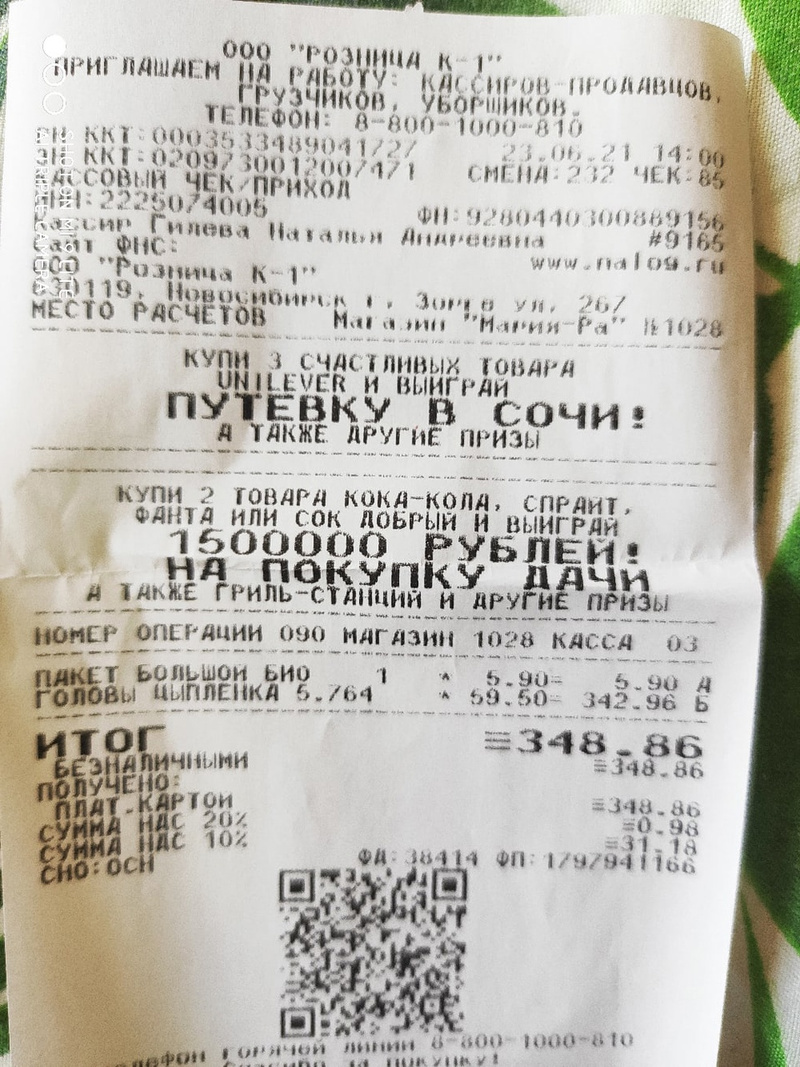 ООО "РОЗНИЦА К-1"
ПРИГЛАШАЕМ НА РАБОТУ: КАССИРОВ-ПРОДАВЦОВ,
ГРУЗЧИКОВ, УБОРЩИКОВ.
ТЕЛЕФОН: 8-800-1000-810
РН ККТ:0003533489041727 23.06.21 14:00
ЗН ККТ:0209730012007471 СМЕНА:232 ЧЕК:85
КАССОВЫЙ ЧЕК/ПРИХОД
ИНН:2225074005 ФН:9280440300889156
Кассир Гилева Наталья Андреевна #9165
Сайт ФНС: www.nalog.ru
ООО "Розница К-1"
630119, Новосибирск г, Зорге ул, 267
МЕСТО РАСЧЕТОВ Магазин "Мария-Ра" №1028
КУПИ 3 СЧАСТЛИВЫХ ТОВАРА
UNILEVER И ВЫИГРАЙ
ПУТЕВКУ В СОЧИ!
А ТАКЖЕ ДРУГИЕ ПРИЗЫ
КУПИ 2 ТОВАРА КОКА-КОЛА, СПРАЙТ,
ФАНТА ИЛИ СОК ДОБРЫЙ И ВЫИГРАЙ
1500000 РУБЛЕЙ!
НА ПОКУПКУ ДАЧИ
А ТАКЖЕ ГРИЛЬ-СТАНЦИЙ И ДРУГИЕ ПРИЗЫ
НОМЕР ОПЕРАЦИИ 090 МАГАЗИН 1028 КАССА 03
ПАКЕТ БОЛЬШОЙ БИО 1 * 5.90= 5.90 А
ГОЛОВЫ ЦЫПЛЕНКА 5.764 * 59.50= 342.96 Б
ИТОГ ≡348.86
БЕЗНАЛИЧНЫМИ ≡348.86
ПОЛУЧЕНО:
ПЛАТ.КАРТОЙ ≡348.86
СУММА НДС 20% ≡0.98
СУММА НДС 10% ≡31.18
СНО:ОСН ФД:38414 ФП:1797941166
телефон горячей линии 8-800-1000-810
Спасибо за покупку!